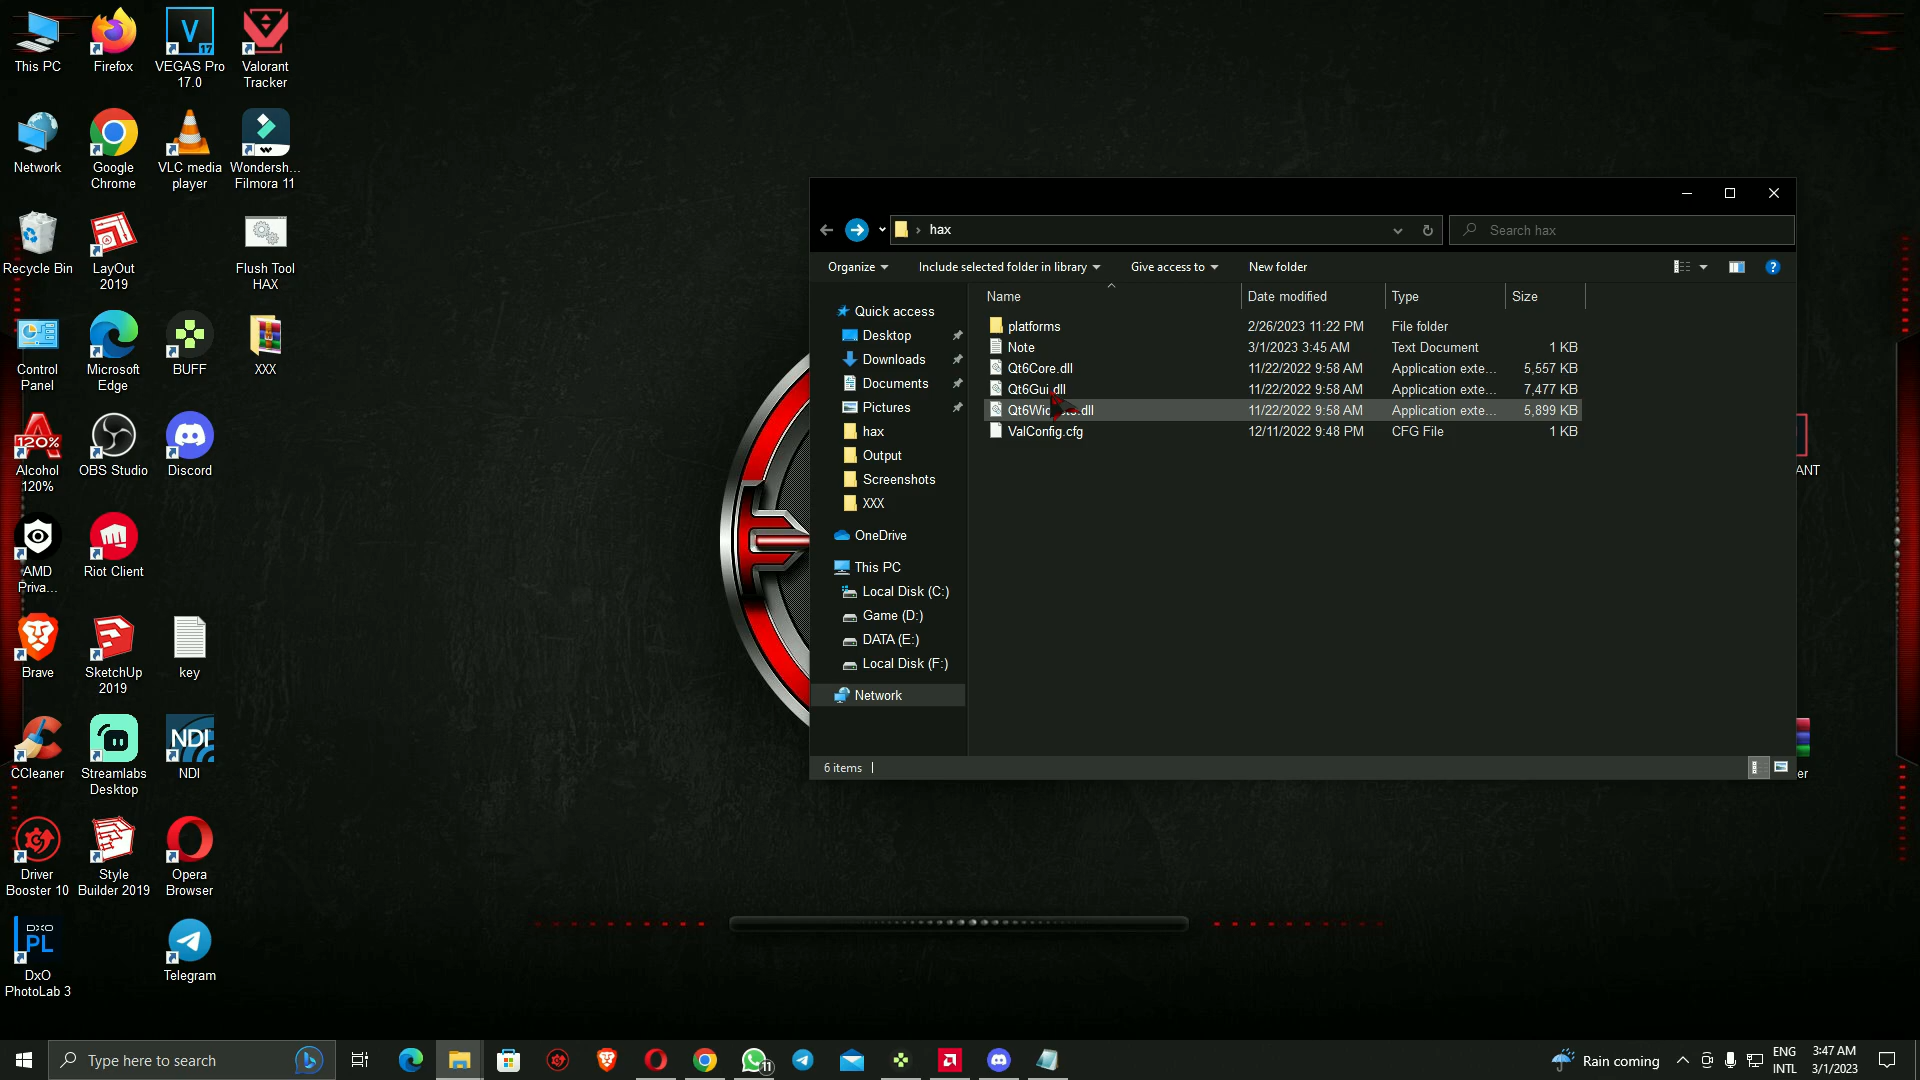 This PC
Firefox
VEGAS Pro
17.0
Valorant
Tracker
Network
Google
Chrome
VLC media
player
Wondersh...
Filmora 11
Recycle Bin
LayOut
2019
Flush Tool
HAX
Control
Panel
Microsoft
Edge
BUFF
XXX
Alcohol
120%
OBS Studio
Discord
AMD
Priva...
Riot Client
Brave
SketchUp
2019
key
CCleaner
Streamlabs
Desktop
NDI
Driver
Booster 10
Style
Builder 2019
Opera
Browser
DxO
PhotoLab 3
Telegram
hax
Search hax
Organize
Include selected folder in library
Give access to
New folder
Name
Date modified
Type
Size
Quick access
Desktop
Downloads
Documents
Pictures
hax
Output
Screenshots
XXX
OneDrive
This PC
Local Disk (C:)
Game (D:)
DATA (E:)
Local Disk (F:)
Network
platforms 2/26/2023 11:22 PM File folder
Note 3/1/2023 3:45 AM Text Document 1 KB
Qt6Core.dll 11/22/2022 9:58 AM Application exte... 5,557 KB
Qt6Gui.dll 11/22/2022 9:58 AM Application exte... 7,477 KB
11/22/2022 9:58 AM Application exte... 5,899 KB
ValConfig.cfg 12/11/2022 9:48 PM CFG File 1 KB
6 items
ANT
er
Type here to search
11
Rain coming
ENG
INTL
3:47 AM
3/1/2023